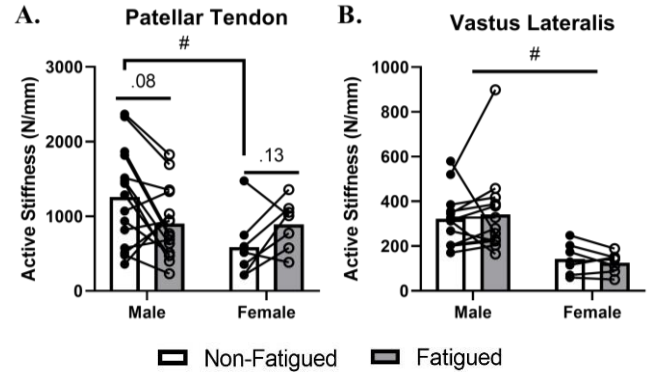 A.
Patellar Tendon
#
.08
.13
Active Stiffness (N/mm)
3000
2000
1000
0
Male
Female
B.
Vastus Lateralis
#
Active Stiffness (N/mm)
1000
800
600
400
200
0
Male
Female
Non-Fatigued
Fatigued